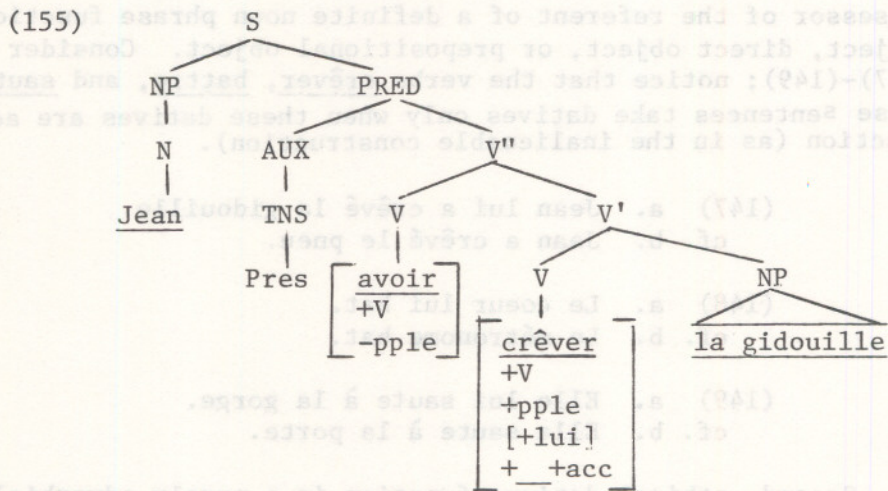 (155) S
NP PRED
N AUX V"
Jean TNS V V'
Pres avoir V NP
+V
-pple crêver la gidouille
+V
+pple
[+lui]
+ __+acc